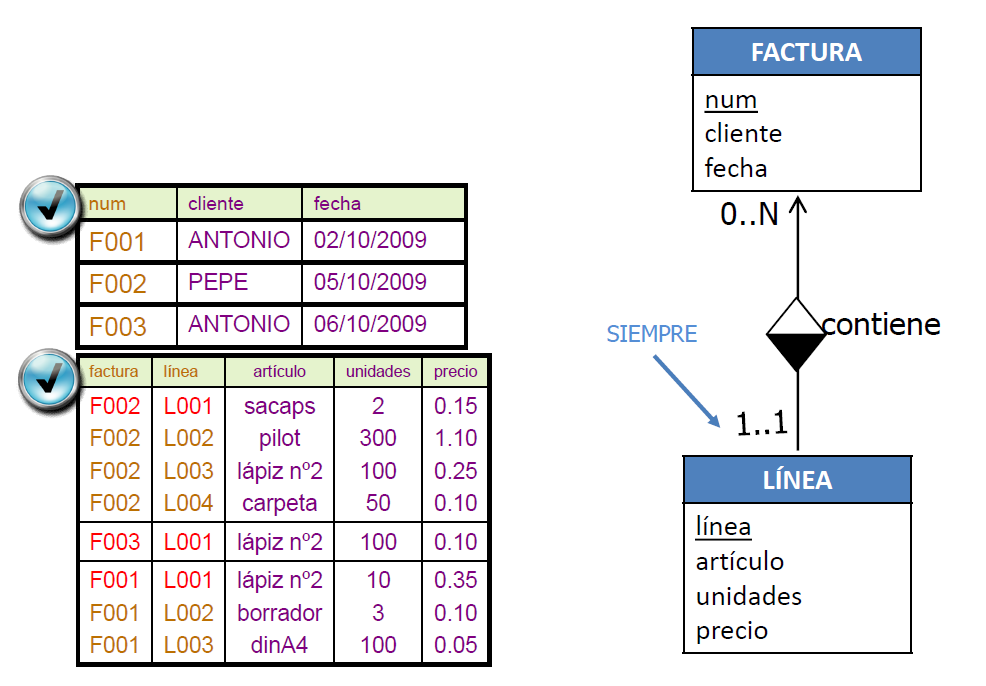 num cliente fecha
F001 ANTONIO 02/10/2009
F002 PEPE 05/10/2009
F003 ANTONIO 06/10/2009
factura línea artículo unidades precio
F002 L001 sacaps 2 0.15
F002 L002 pilot 300 1.10
F002 L003 lápiz nº2 100 0.25
F002 L004 carpeta 50 0.10
F003 L001 lápiz nº2 100 0.10
F001 L001 lápiz nº2 10 0.35
F001 L002 borrador 3 0.10
F001 L003 dinA4 100 0.05
FACTURA
num
cliente
fecha
0..N
contiene
SIEMPRE
1..1
LÍNEA
línea
artículo
unidades
precio